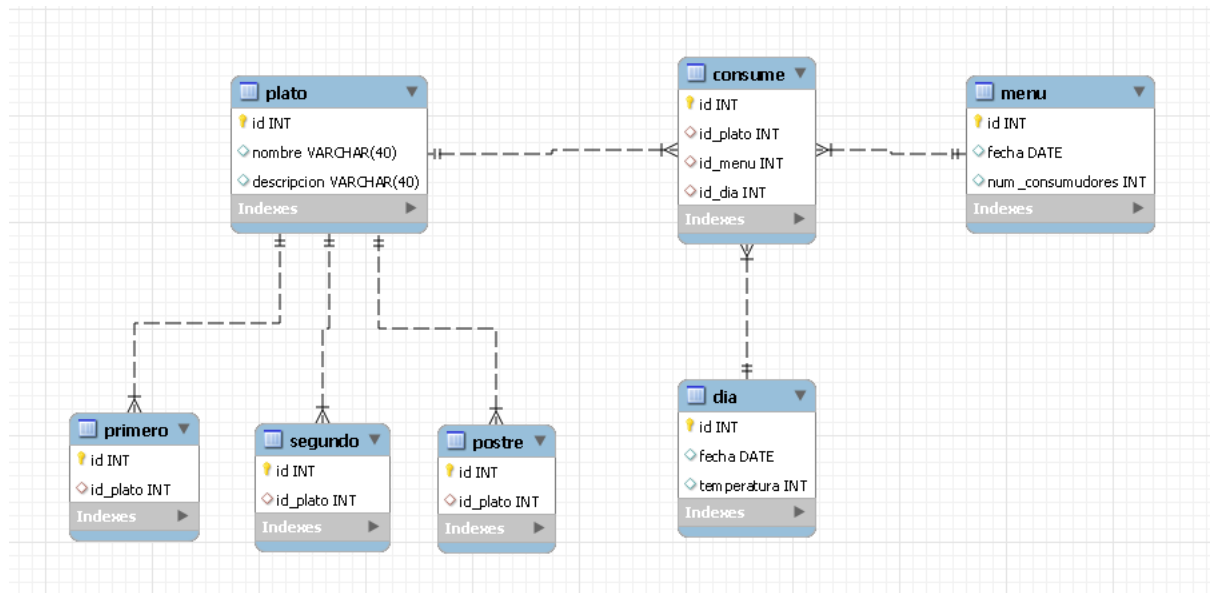 plato
id INT
nombre VARCHAR(40)
descripcion VARCHAR(40)
Indexes
consume
id INT
id_plato INT
id_menu INT
id_dia INT
Indexes
menu
id INT
fecha DATE
num_consumudores INT
Indexes
primero
id INT
id_plato INT
Indexes
segundo
id INT
id_plato INT
Indexes
postre
id INT
id_plato INT
Indexes
dia
id INT
fecha DATE
temperatura INT
Indexes